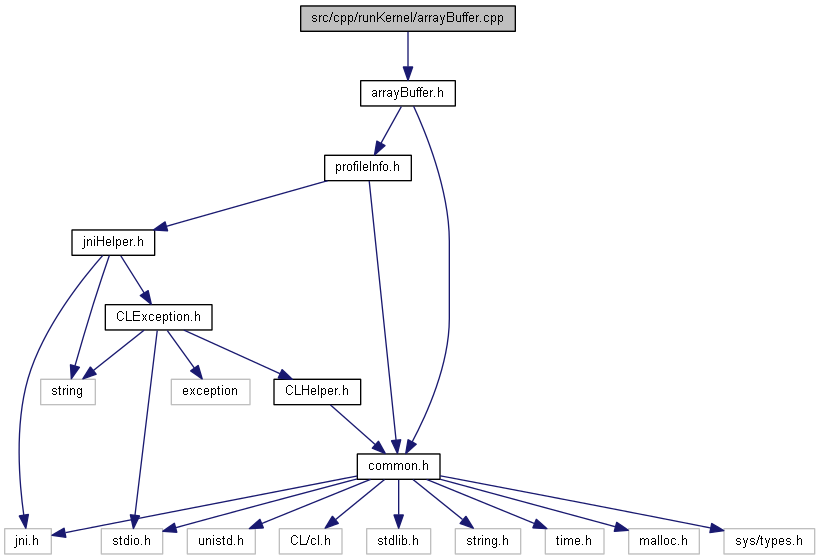 src/cpp/runKernel/arrayBuffer.cpp
arrayBuffer.h
profileInfo.h
jniHelper.h
CLException.h
string
exception
CLHelper.h
common.h
jni.h
stdio.h
unistd.h
CL/cl.h
stdlib.h
string.h
time.h
malloc.h
sys/types.h